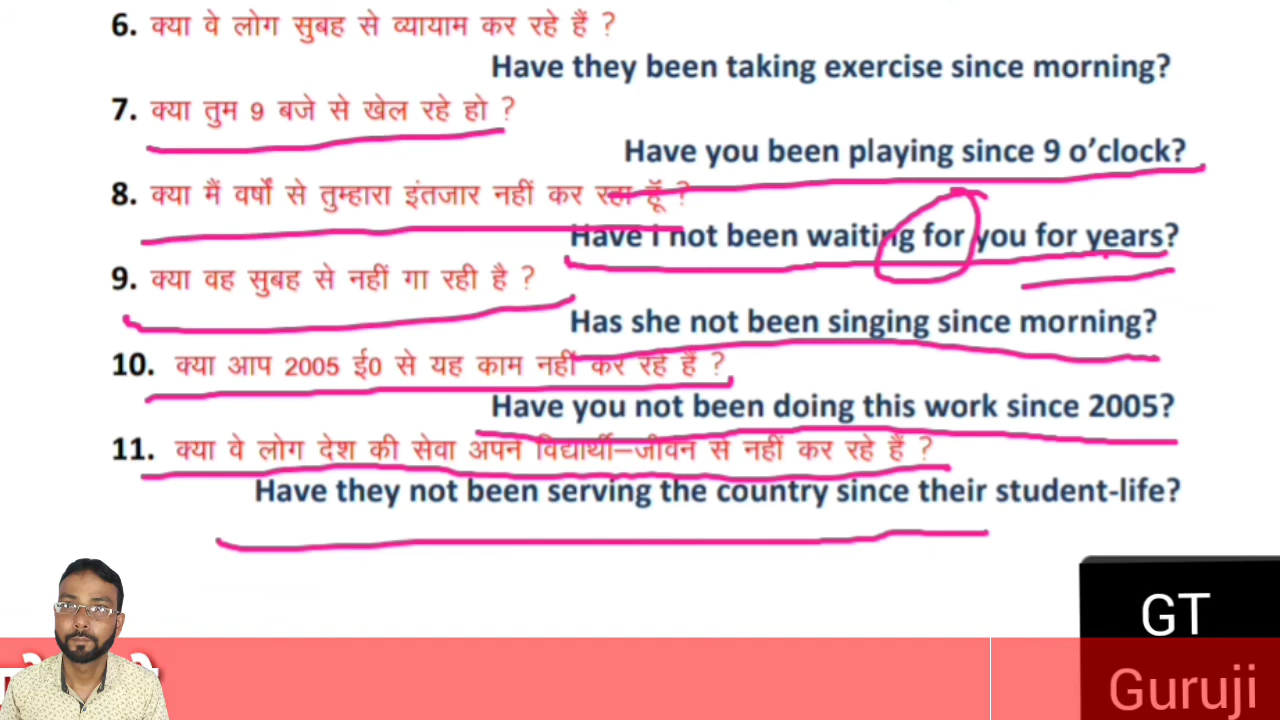 6. क्या वे लोग सुबह से व्यायाम कर रहे हैं ?
Have they been taking exercise since morning?
7. क्या तुम 9 बजे से खेल रहे हो ?
Have you been playing since 9 o'clock?
8. क्या मैं वर्षों से तुम्हारा इंतजार नहीं कर रहा हूँ ?
Have I not been waiting for you for years?
9. क्या वह सुबह से नहीं गा रही है ?
Has she not been singing since morning?
10. क्या आप 2005 ई0 से यह काम नहीं कर रहे हैं ?
Have you not been doing this work since 2005?
11. क्या वे लोग देश की सेवा अपने विद्यार्थी–जीवन से नहीं कर रहे हैं ?
Have they not been serving the country since their student-life?
GT
Guruji